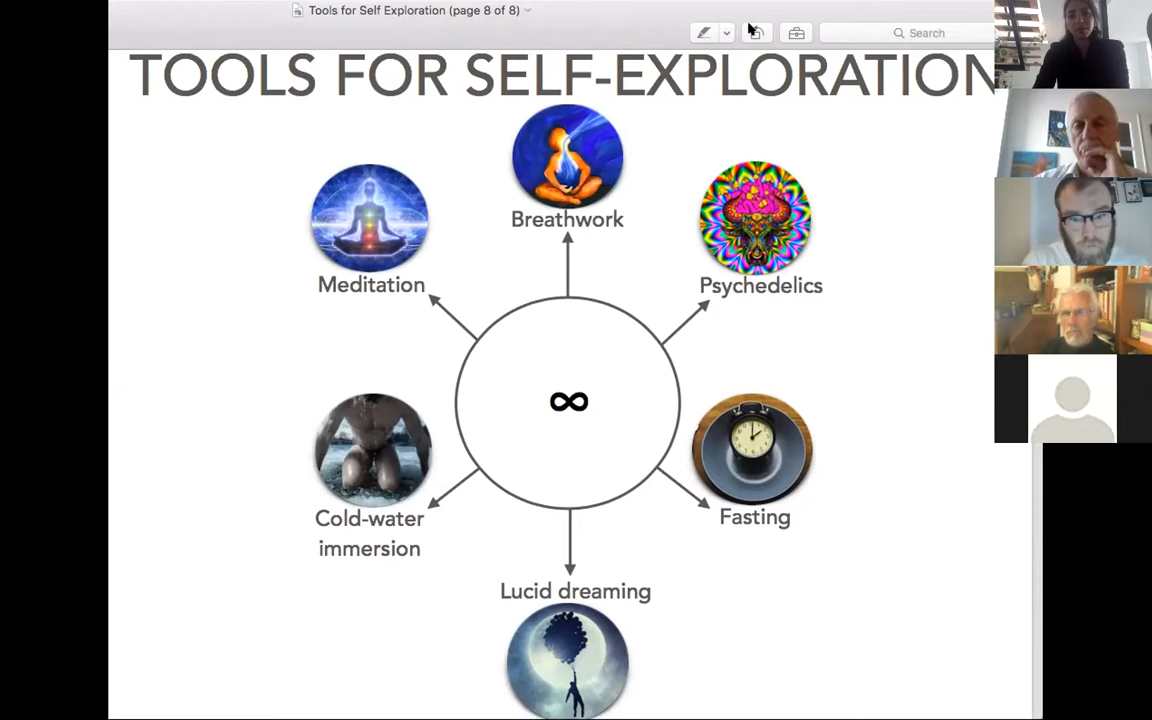 Tools for Self Exploration (page 8 of 8)
Search
TOOLS FOR SELF-EXPLORATION
Breathwork
Meditation
Psychedelics
∞
Cold-water
immersion
Fasting
Lucid dreaming